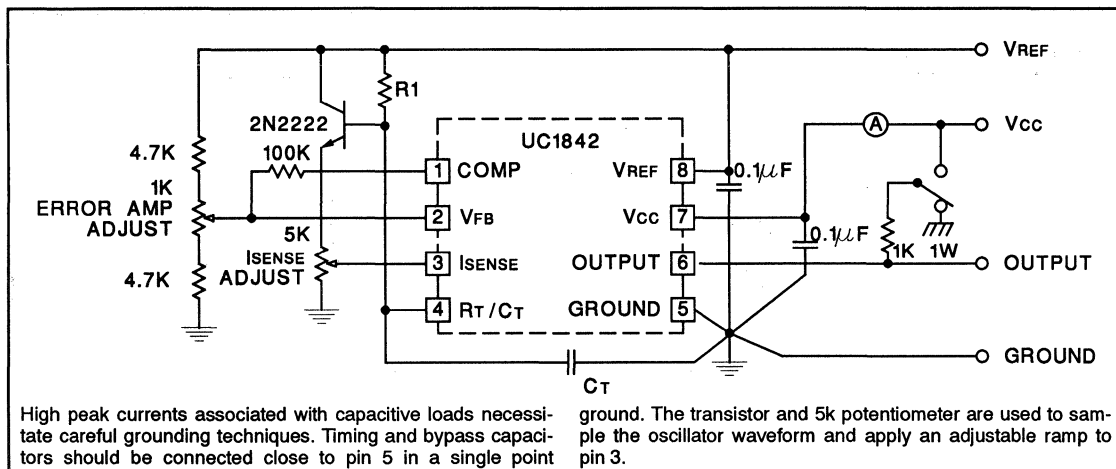 VREF
R1
A
VCC
2N2222
UC1842
100K
4.7K
1 COMP
VREF 8
0.1μF
1K
ERROR AMP
ADJUST
2 VFB
VCC 7
0.1μF
5K
ISENSE
ADJUST
3 ISENSE
OUTPUT 6
1K 1W
OUTPUT
4.7K
4 RT/CT
GROUND 5
GROUND
CT
High peak currents associated with capacitive loads necessi-
tate careful grounding techniques. Timing and bypass capaci-
tors should be connected close to pin 5 in a single point
ground. The transistor and 5k potentiometer are used to sam-
ple the oscillator waveform and apply an adjustable ramp to
pin 3.